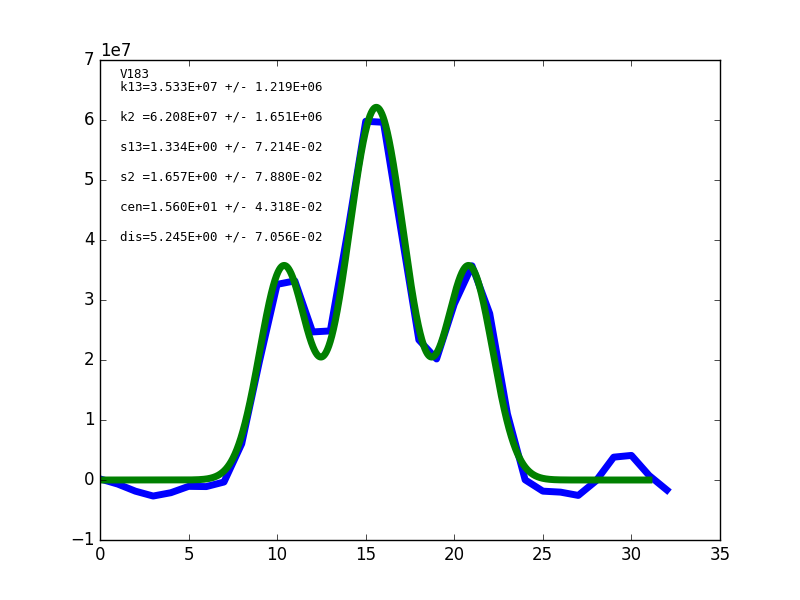 1e7
V183
k13=3.533E+07 +/- 1.219E+06
k2 =6.208E+07 +/- 1.651E+06
s13=1.334E+00 +/- 7.214E-02
s2 =1.657E+00 +/- 7.880E-02
cen=1.560E+01 +/- 4.318E-02
dis=5.245E+00 +/- 7.056E-02
7
6
5
4
3
2
1
0
−1
0 5 10 15 20 25 30 35